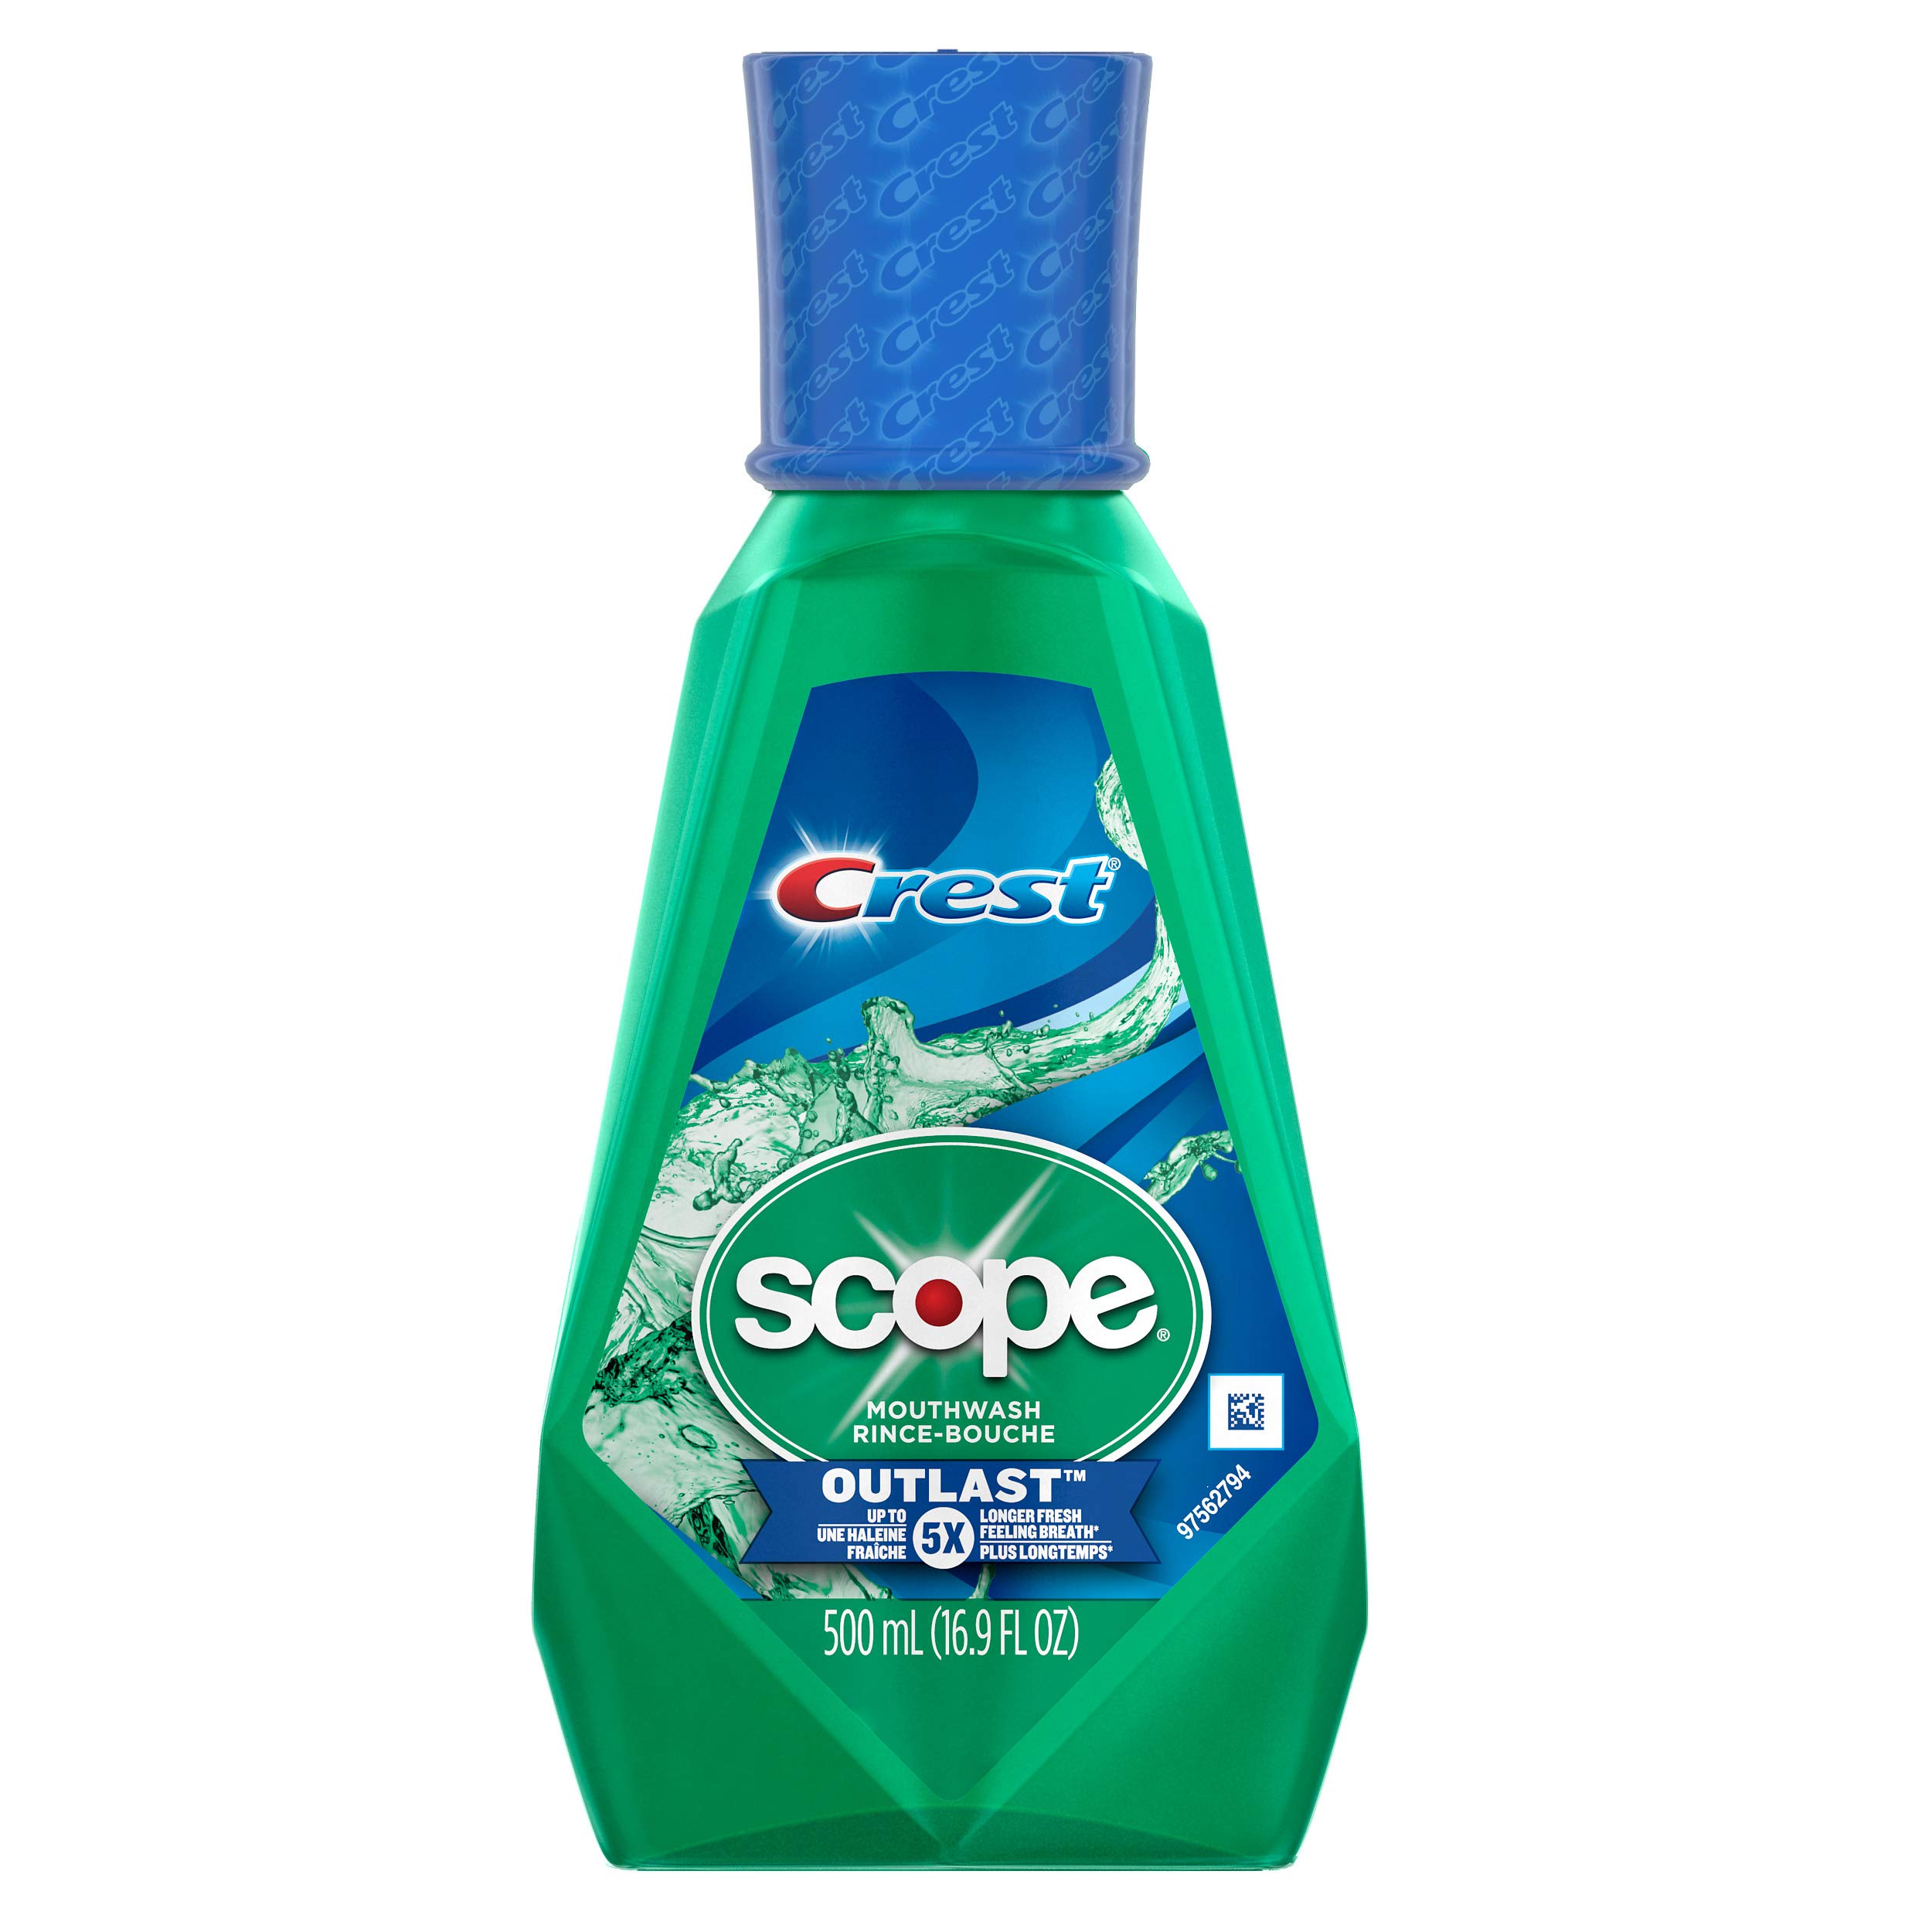 Crest®
scope®
MOUTHWASH
RINCE-BOUCHE
OUTLAST™
UP TO 5X LONGER FRESH
FEELING BREATH*
UNE HALEINE
FRAÎCHE 5X PLUS LONGTEMPS*
97562794
500 mL (16.9 FL OZ)